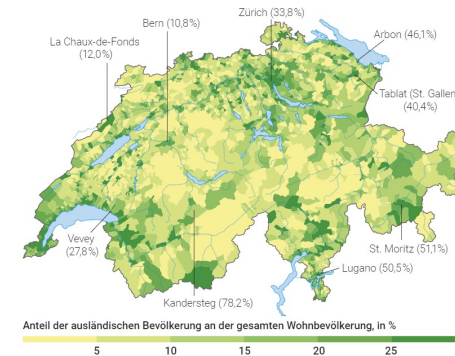 Zürich (33,8%)
Bern (10,8%)
Arbon (46,1%)
La Chaux-de-Fonds
(12,0%)
Tablat (St. Gallen
(40,4%)
Vevey
(27,8%)
St. Moritz (51,1%)
Lugano (50,5%)
Kandersteg (78,2%)
Anteil der ausländischen Bevölkerung an der gesamten Wohnbevölkerung, in %
5 10 15 20 25